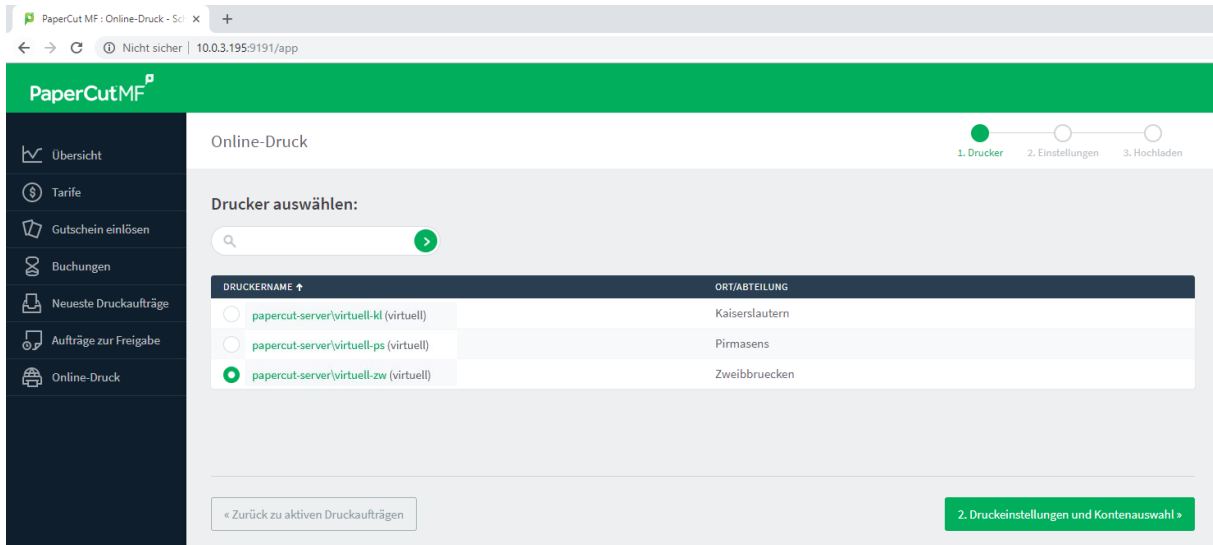 PaperCut MF : Online-Druck - Sc
Nicht sicher | 10.0.3.195:9191/app
PaperCutMF
Übersicht
Tarife
Gutschein einlösen
Buchungen
Neueste Druckaufträge
Aufträge zur Freigabe
Online-Druck
Online-Druck
1. Drucker 2. Einstellungen 3. Hochladen
Drucker auswählen:
DRUCKERNAME ORT/ABTEILUNG
papercut-server\virtuell-kl (virtuell) Kaiserslautern
papercut-server\virtuell-ps (virtuell) Pirmasens
papercut-server\virtuell-zw (virtuell) Zweibbruecken
« Zurück zu aktiven Druckaufträgen
2. Druckeinstellungen und Kontenauswahl »